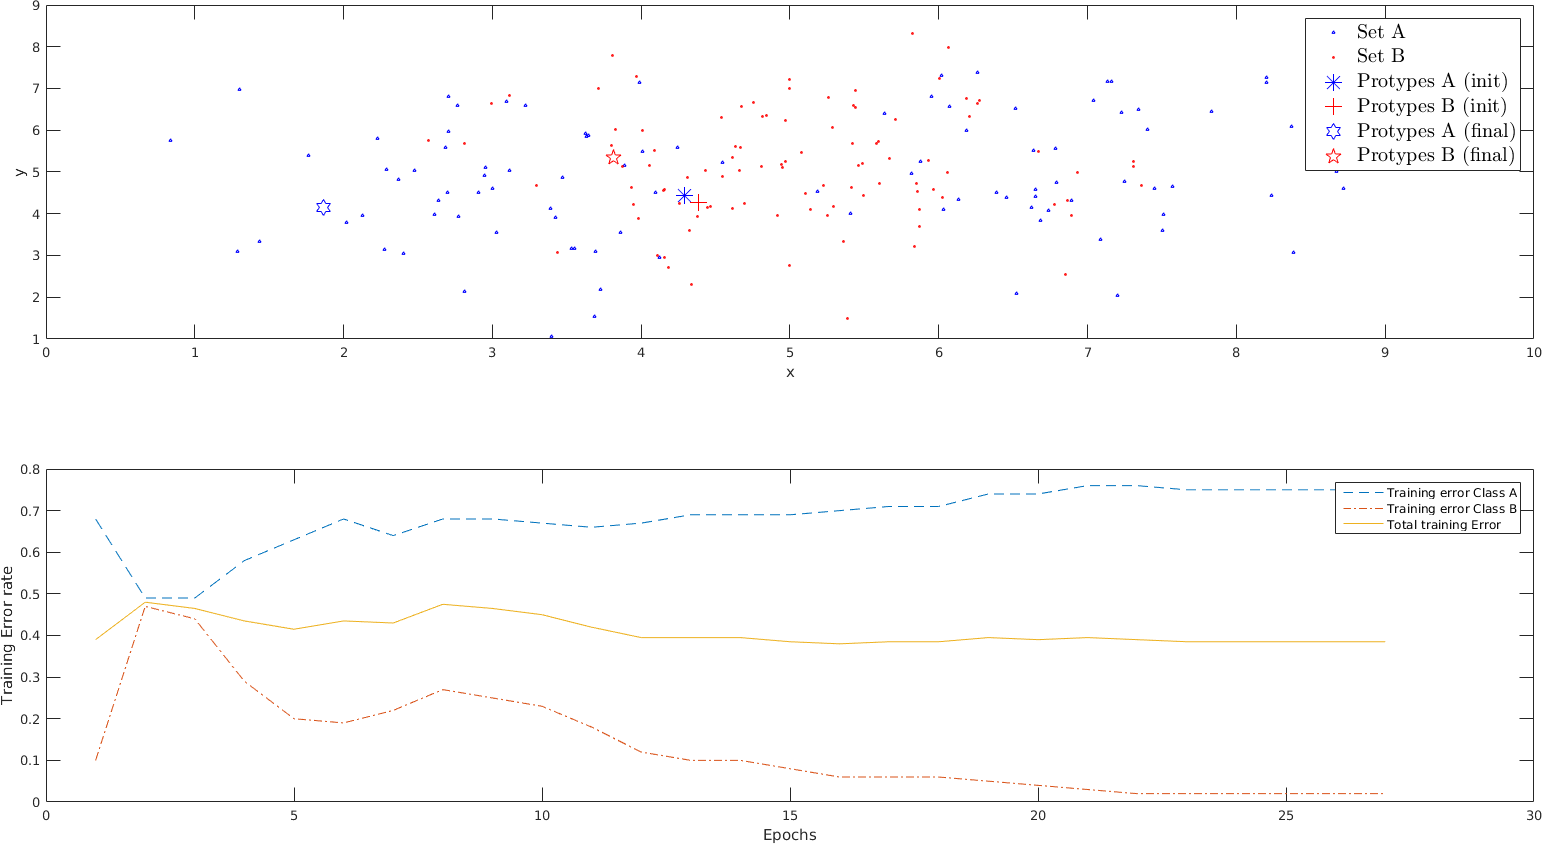 9
8
7
6
5
4
3
2
1
y
0 1 2 3 4 5 6 7 8 9 10
x
Set A
Set B
Protypes A (init)
Protypes B (init)
Protypes A (final)
Protypes B (final)
0.8
0.7
0.6
0.5
0.4
0.3
0.2
0.1
0
Training Error rate
0 5 10 15 20 25 30
Epochs
Training error Class A
Training error Class B
Total training Error